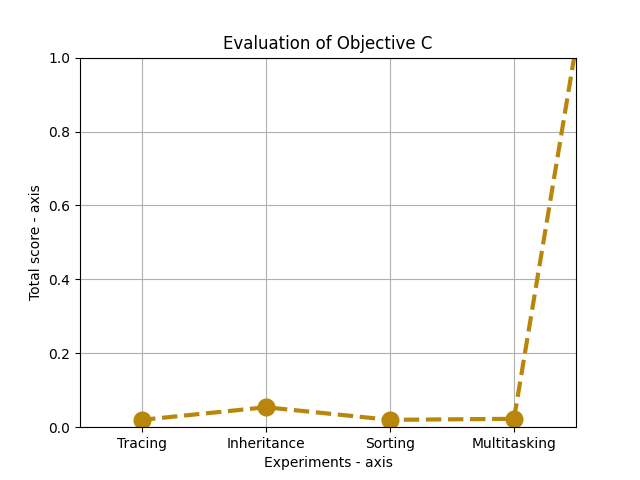 Evaluation of Objective C
1.0
0.8
0.6
0.4
0.2
0.0
Total score - axis
Tracing Inheritance Sorting Multitasking
Experiments - axis